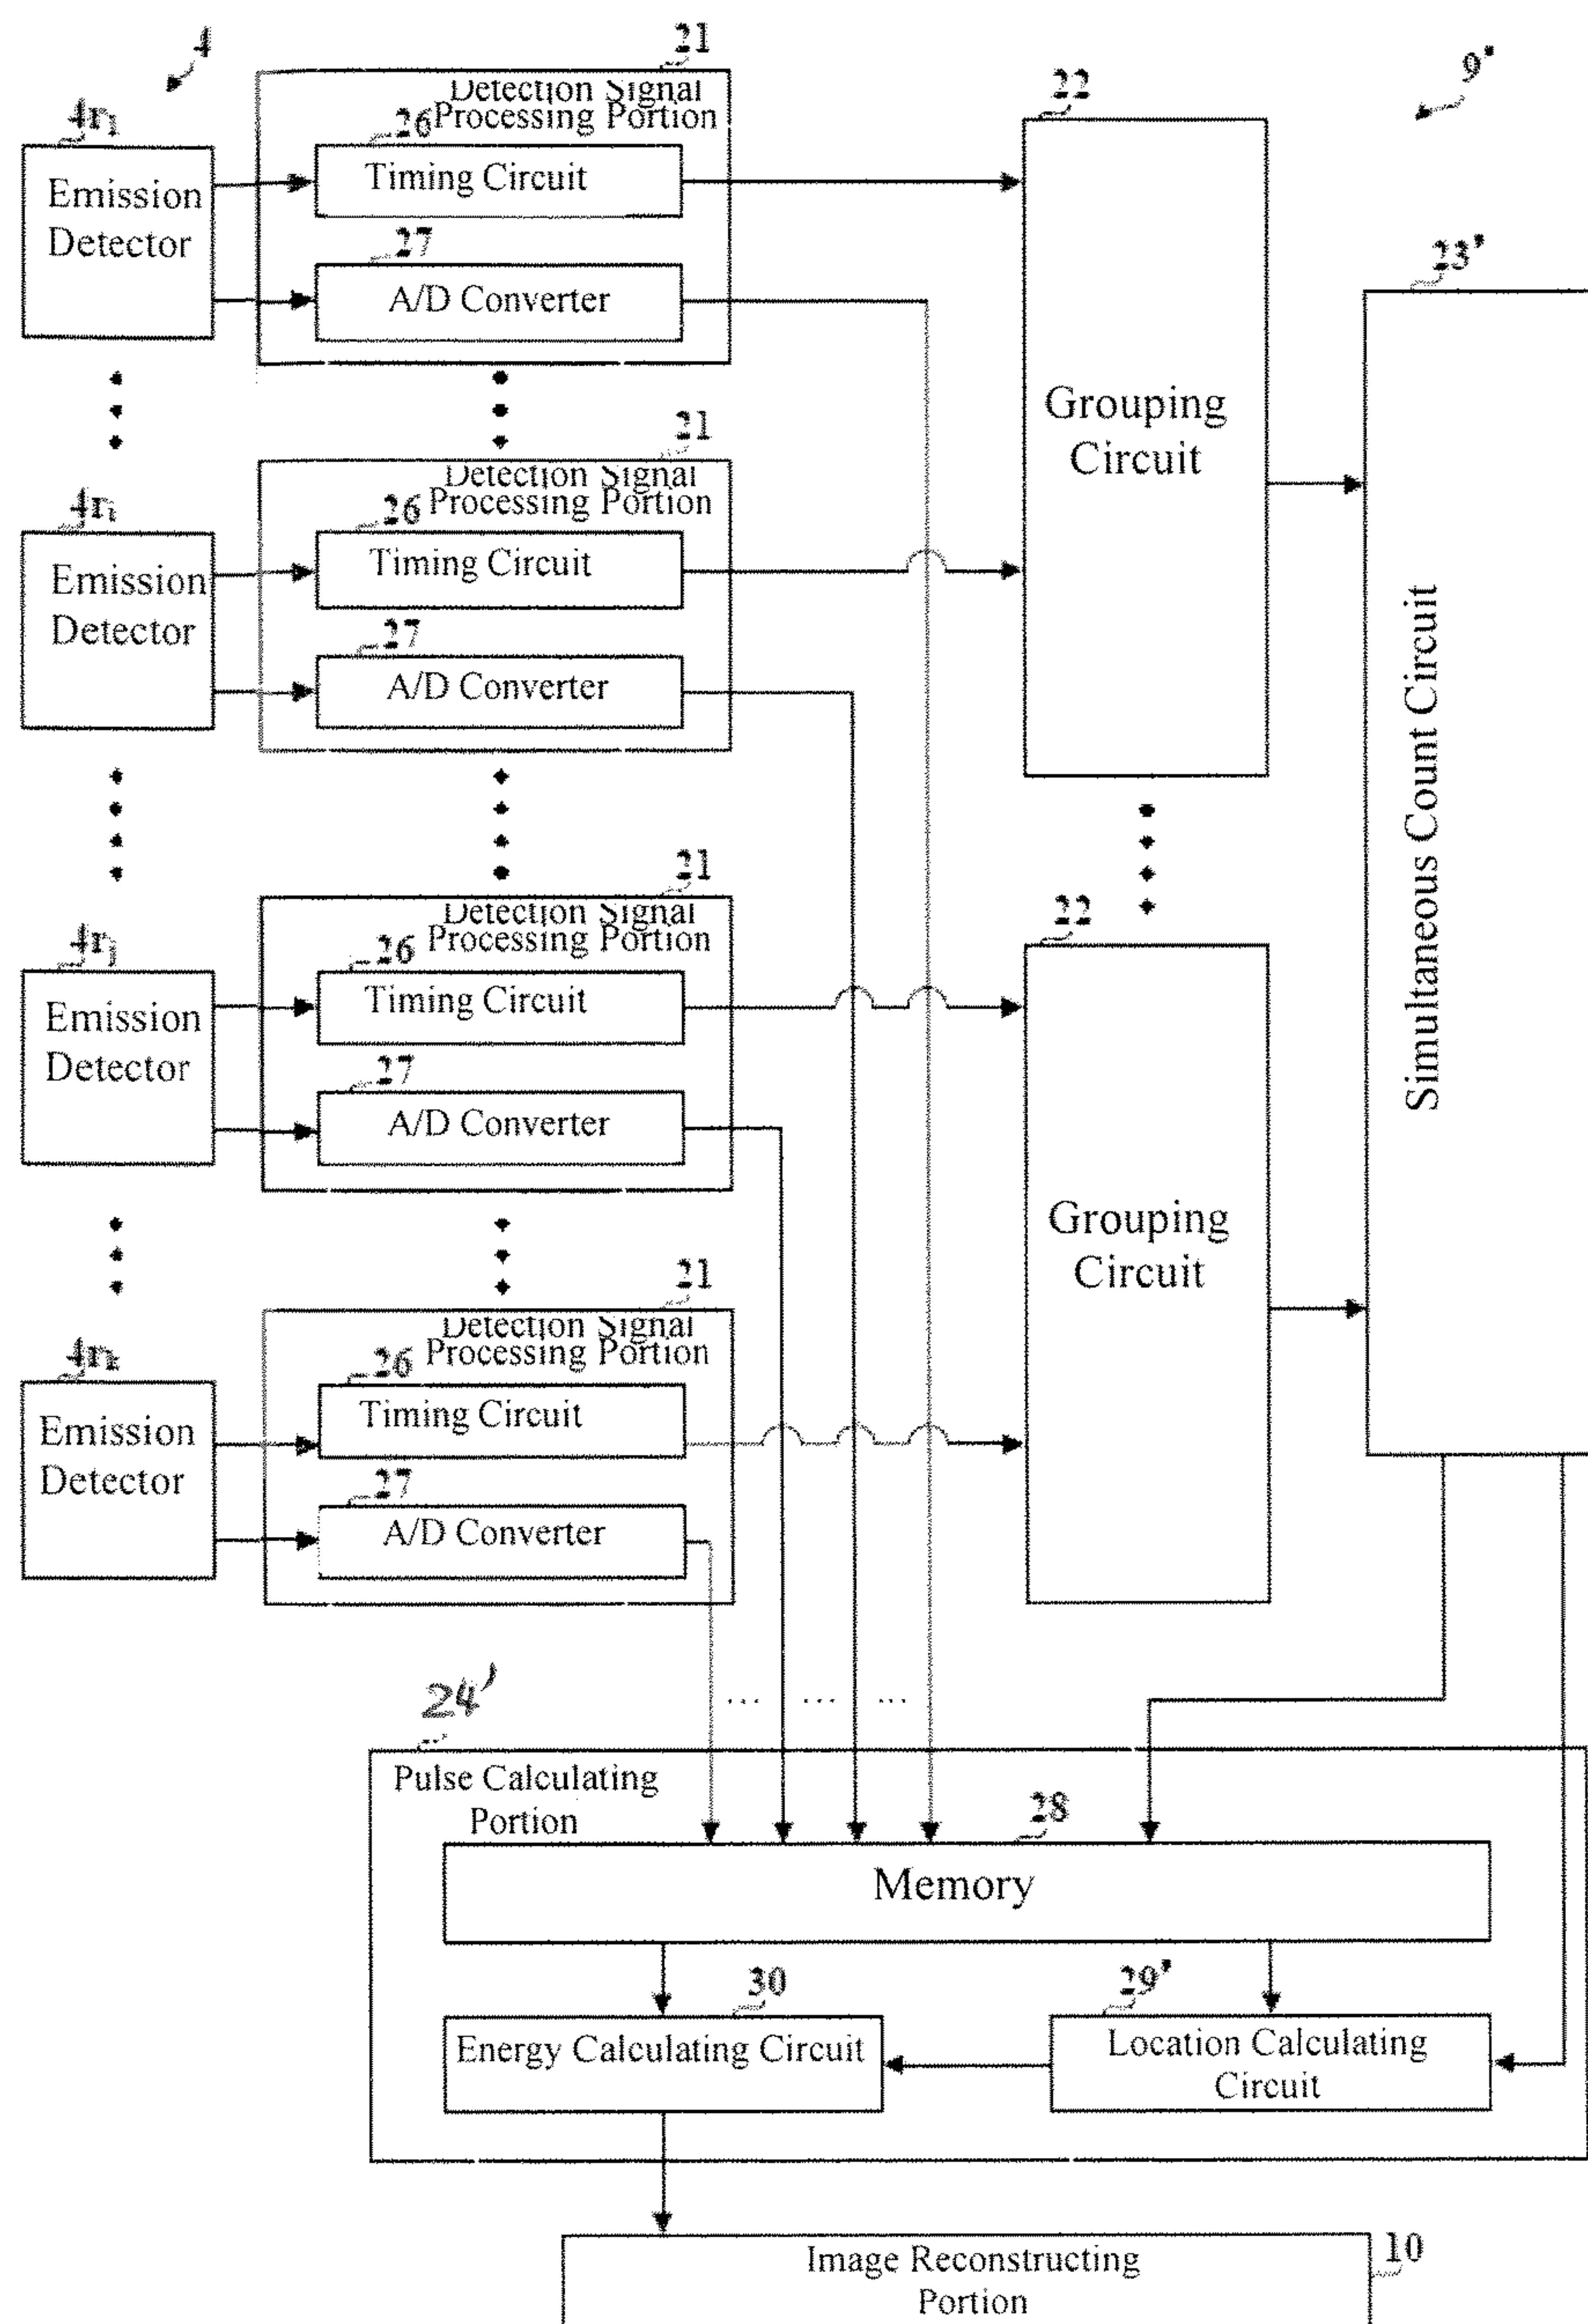 4
21
9'
Detection Signal
Processing Portion
22
4r1
26
Timing Circuit
Emission
Detector
27
A/D Converter
23'
Grouping
Circuit
21
Detection Signal
Processing Portion
4ri
26
Timing Circuit
Emission
Detector
27
A/D Converter
Simultaneous Count Circuit
21
Detection Signal
Processing Portion
22
26
Timing Circuit
Emission
Detector
27
A/D Converter
Grouping
Circuit
21
Detection Signal
Processing Portion
26
Timing Circuit
Emission
Detector
27
A/D Converter
24'
... ... ...
Pulse Calculating
Portion
28
Memory
30
29'
Energy Calculating Circuit
Location Calculating
Circuit
Image Reconstructing
Portion
10